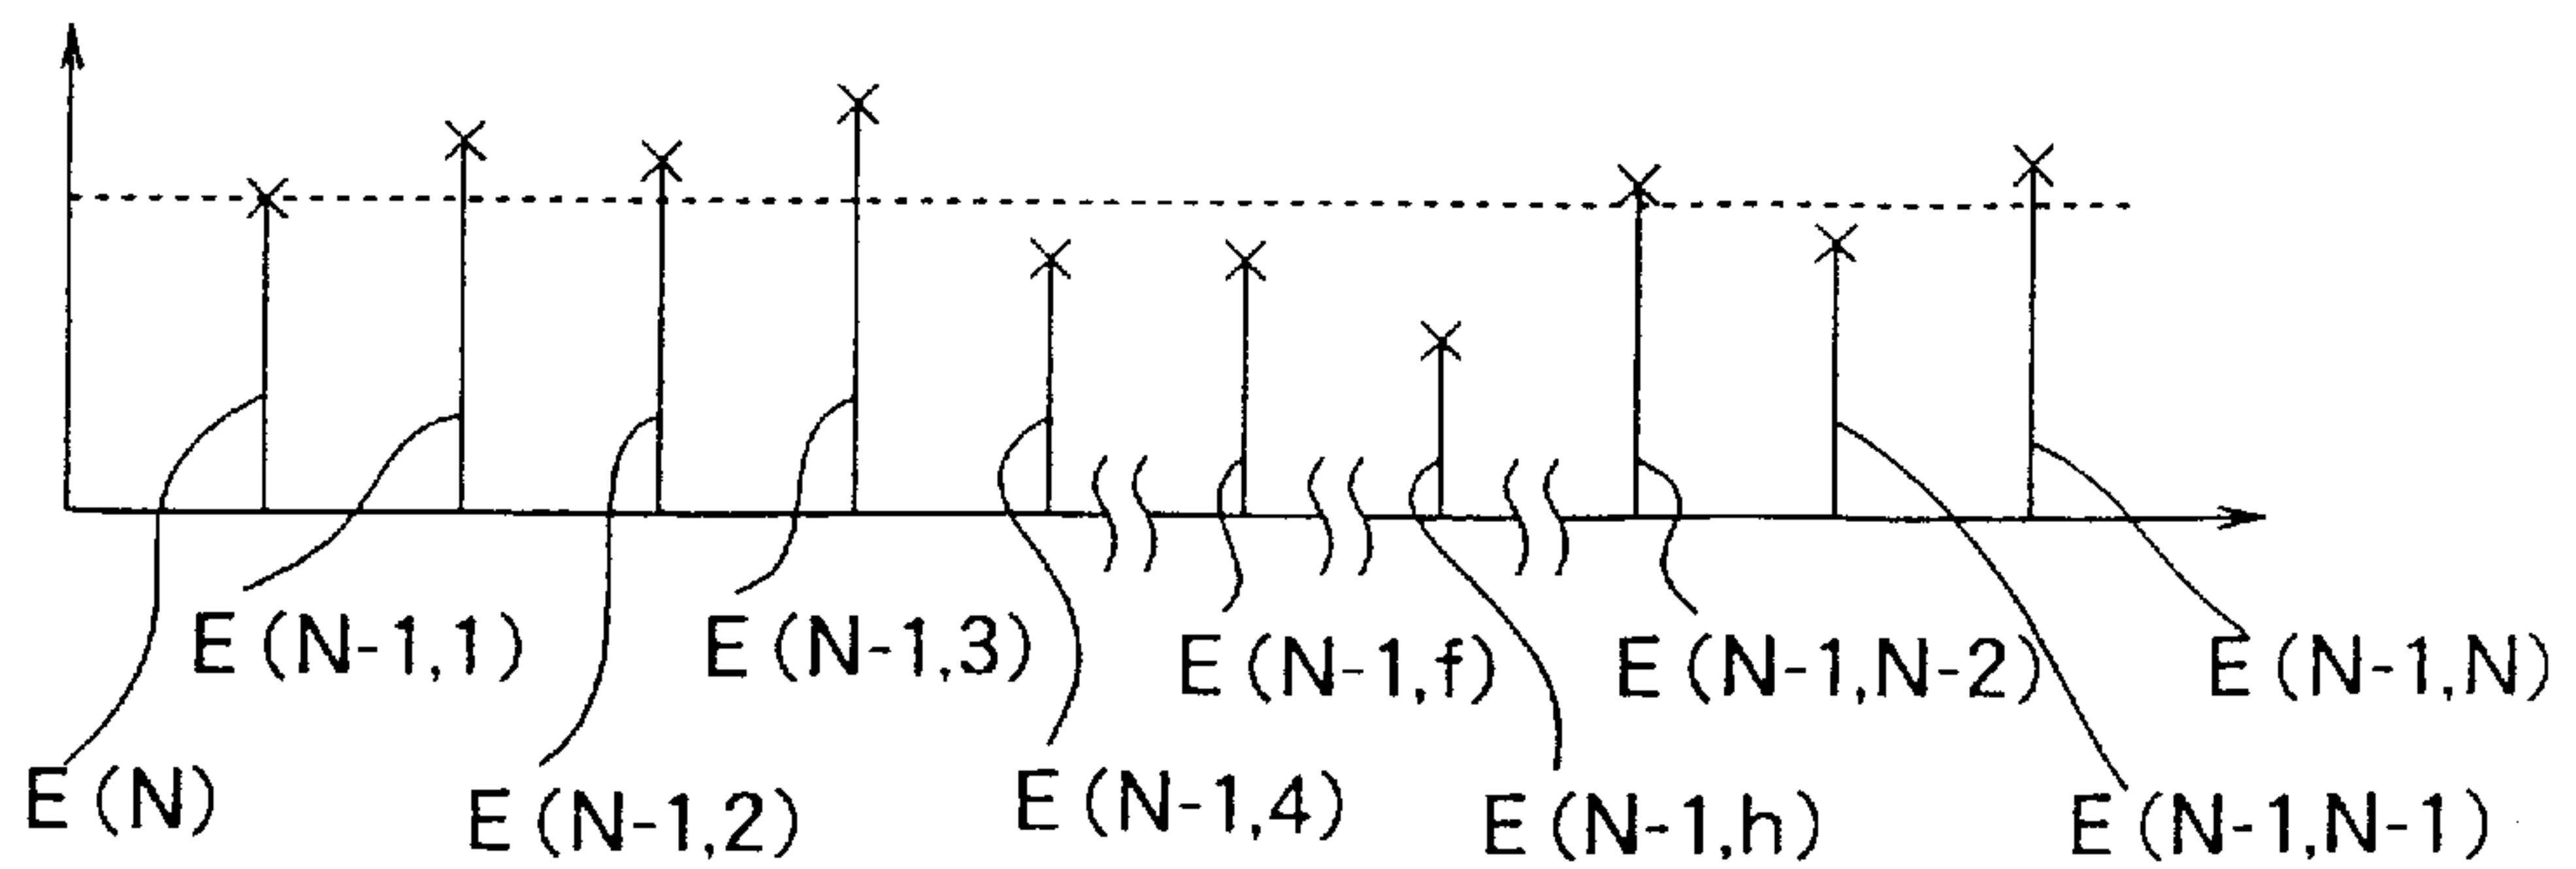 E (N-1,1)
E (N-1,3)
E (N-1,f)
E (N-1,N-2)
E (N-1,N)
E (N)
E (N-1,2)
E (N-1,4)
E (N-1,h)
E (N-1,N-1)